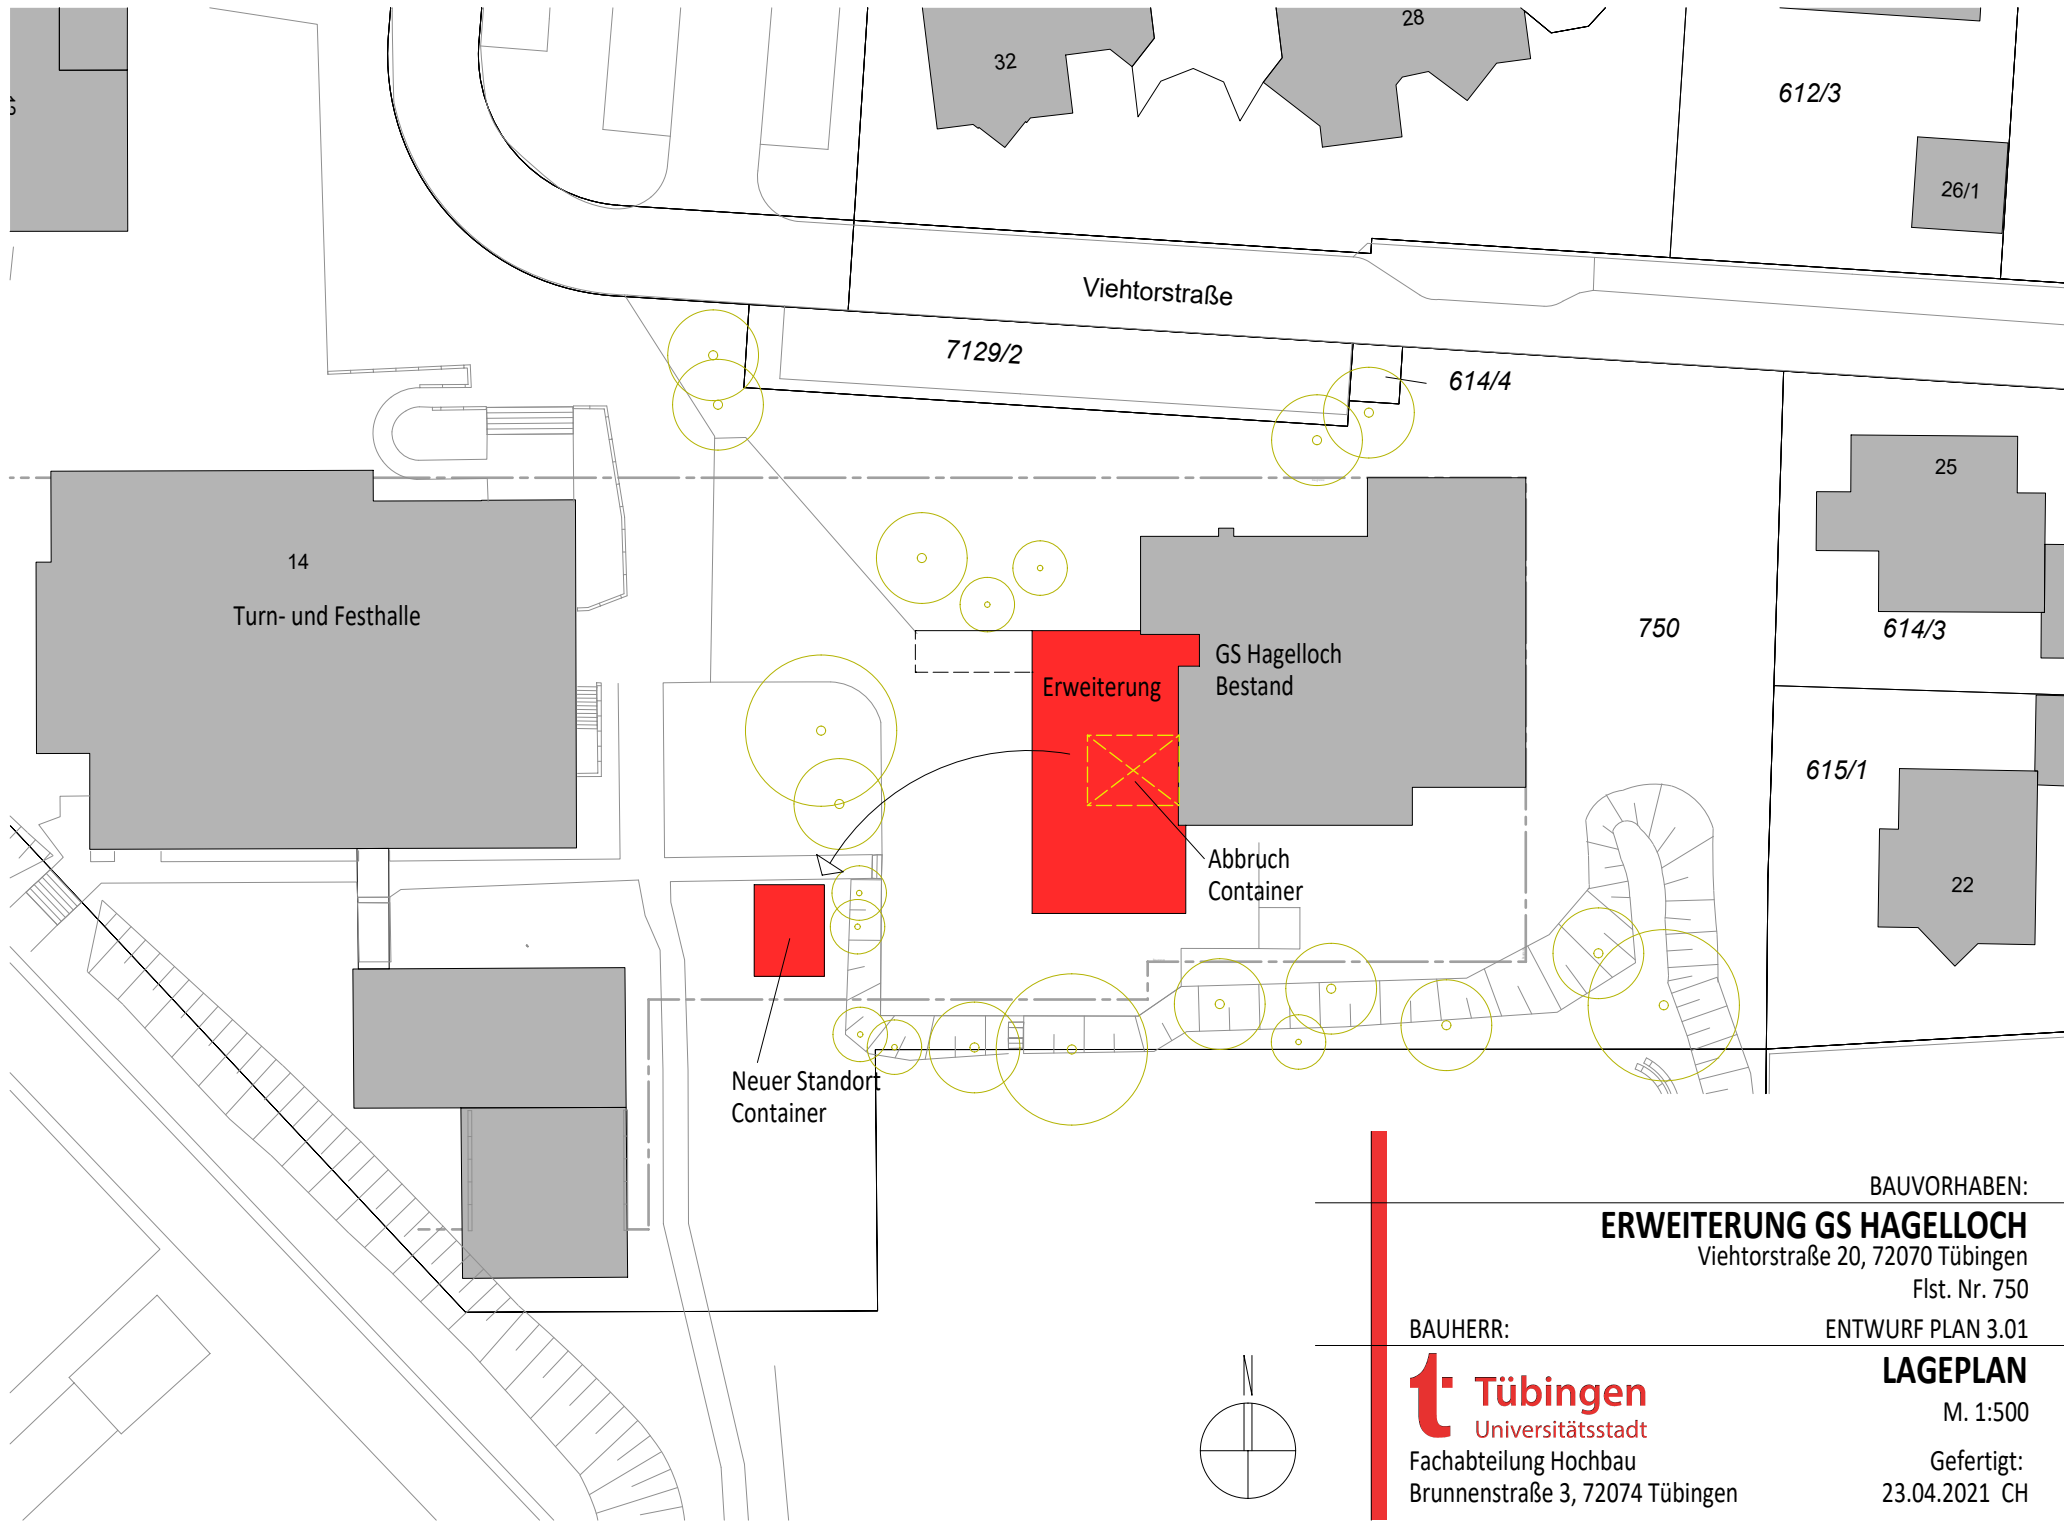 28
32
612/3
26/1
Viehtorstraße
7129/2
614/4
25
14
Turn- und Festhalle
750
614/3
GS Hagelloch
Bestand
Erweiterung
615/1
Abbruch
Container
22
Neuer Standort
Container
BAUVORHABEN:
ERWEITERUNG GS HAGELLOCH
Viehtorstraße 20, 72070 Tübingen
Flst. Nr. 750
BAUHERR:
ENTWURF PLAN 3.01
LAGEPLAN
M. 1:500
Tübingen
Universitätsstadt
Fachabteilung Hochbau
Brunnenstraße 3, 72074 Tübingen
Gefertigt:
23.04.2021 CH
N